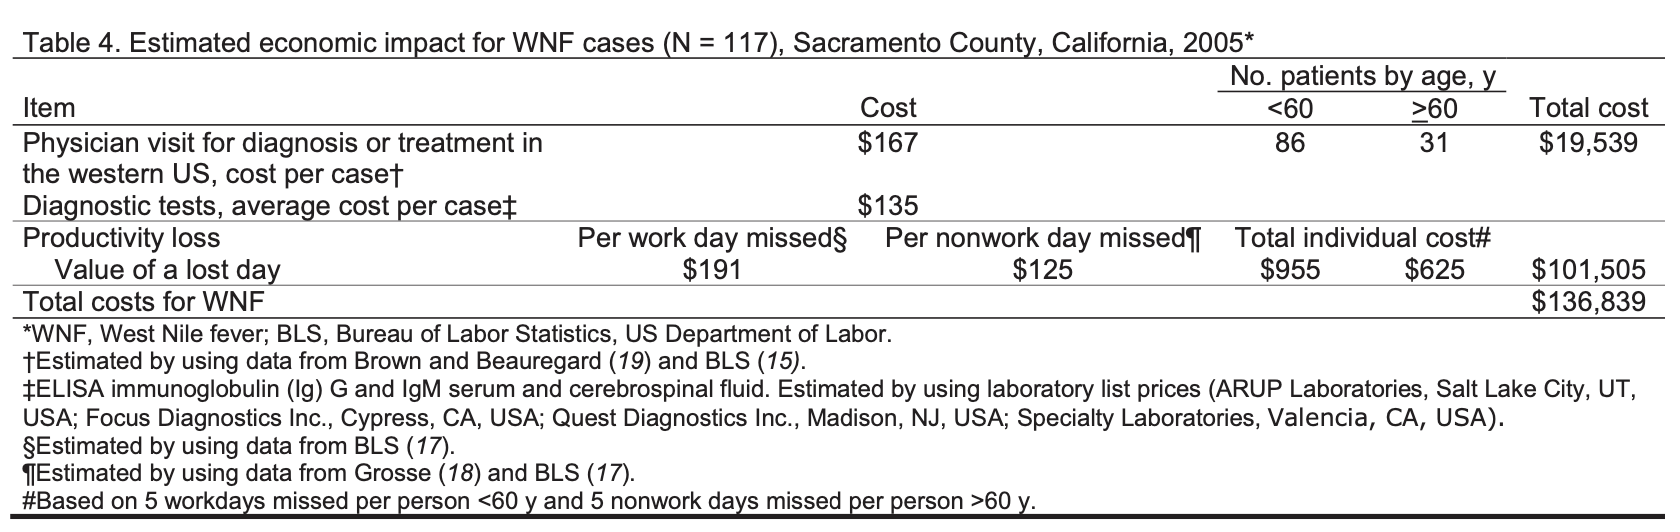 Table 4. Estimated economic impact for WNF cases (N = 117), Sacramento County, California, 2005*
No. patients by age, y
Item Cost <60 ≥60 Total cost
Physician visit for diagnosis or treatment in $167 86 31 $19,539
the western US, cost per case†
Diagnostic tests, average cost per case‡ $135
Productivity loss Per work day missed§ Per nonwork day missed¶ Total individual cost#
Value of a lost day $191 $125 $955 $625 $101,505
Total costs for WNF $136,839
*WNF, West Nile fever; BLS, Bureau of Labor Statistics, US Department of Labor.
†Estimated by using data from Brown and Beauregard (19) and BLS (15).
‡ELISA immunoglobulin (Ig) G and IgM serum and cerebrospinal fluid. Estimated by using laboratory list prices (ARUP Laboratories, Salt Lake City, UT,
USA; Focus Diagnostics Inc., Cypress, CA, USA; Quest Diagnostics Inc., Madison, NJ, USA; Specialty Laboratories, Valencia, CA, USA).
§Estimated by using data from BLS (17).
¶Estimated by using data from Grosse (18) and BLS (17).
#Based on 5 workdays missed per person <60 y and 5 nonwork days missed per person >60 y.